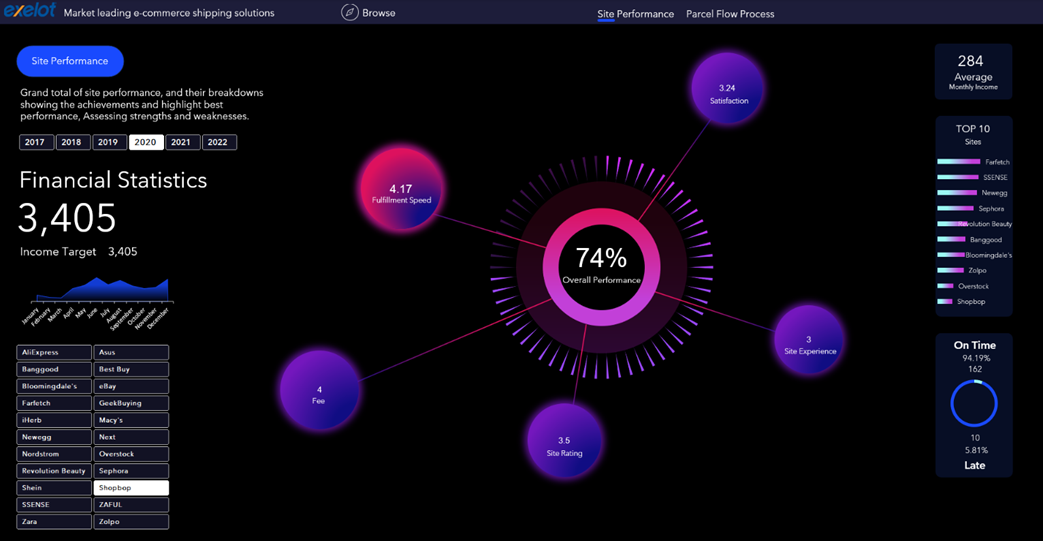 exelot
Market leading e-commerce shipping solutions
Browse
Site Performance
Parcel Flow Process
Site Performance
Grand total of site performance, and their breakdowns
showing the achievements and highlight best
performance, Assessing strengths and weaknesses.
2017
2018
2019
2020
2021
2022
Financial Statistics
3,405
Income Target 3,405
January
February
March
April
May
June
July
August
September
October
November
December
AliExpress
Asus
Banggood
Best Buy
Bloomingdale's
eBay
Farfetch
GeekBuying
iHerb
Macy's
Newegg
Next
Nordstrom
Overstock
Revolution Beauty
Sephora
Shein
Shopbop
SSENSE
ZAFUL
Zara
Zolpo
3.24
Satisfaction
4.17
Fulfillment Speed
74%
Overall Performance
3
Site Experience
4
Fee
3.5
Site Rating
284
Average
Monthly Income
TOP 10
Sites
Farfetch
SSENSE
Newegg
Sephora
Revolution Beauty
Banggood
Bloomingdale's
Zolpo
Overstock
Shopbop
On Time
94.19%
162
10
5.81%
Late